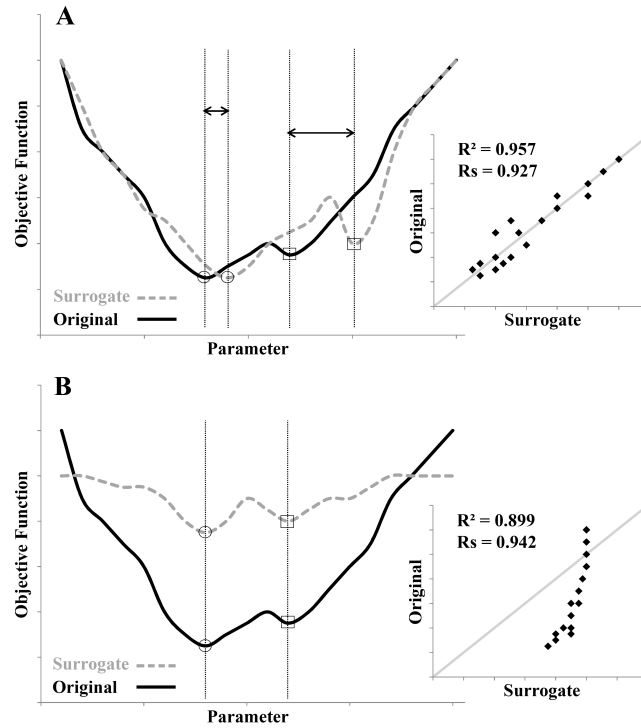 A
Objective Function
Surrogate
Original
Parameter
R² = 0.957
Rs = 0.927
Original
Surrogate
B
Objective Function
Surrogate
Original
Parameter
R² = 0.899
Rs = 0.942
Original
Surrogate